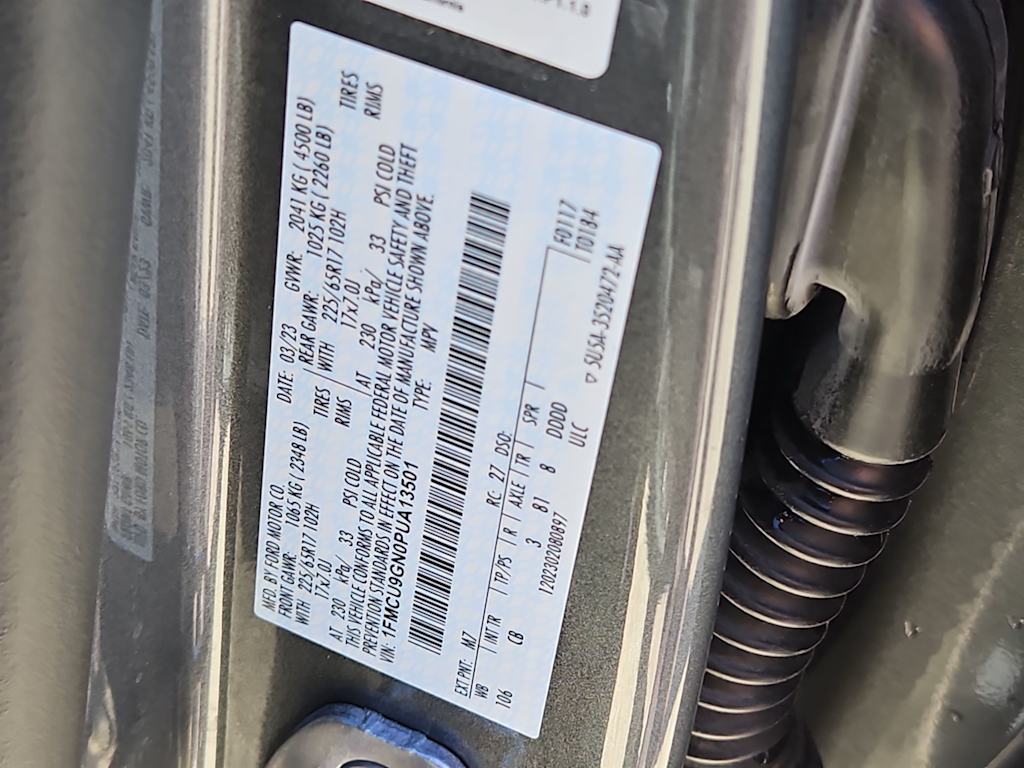 MFD. BY FORD MOTOR CO.
DATE: 03/23 GVWR: 2041 KG ( 4500 LB)
FRONT GAWR: 1065 KG ( 2348 LB) REAR GAWR: 1025 KG ( 2260 LB)
WITH 225/65R17 102H TIRES WITH 225/65R17 102H TIRES
17x7.0J RIMS 17x7.0J RIMS
AT 230 kPa/ 33 PSI COLD AT 230 kPa/ 33 PSI COLD
THIS VEHICLE CONFORMS TO ALL APPLICABLE FEDERAL MOTOR VEHICLE SAFETY AND THEFT
PREVENTION STANDARDS IN EFFECT ON THE DATE OF MANUFACTURE SHOWN ABOVE.
VIN: 1FMCU9GN0PUA13501 TYPE: MPV
EXT PNT: M7 RC: 27 DSO: F0117
WB INTR TP/PS R AXLE TR SPR T0184
106 CB 3 81 8 DDDD
ULC
▽ SU5A-3520472-AA